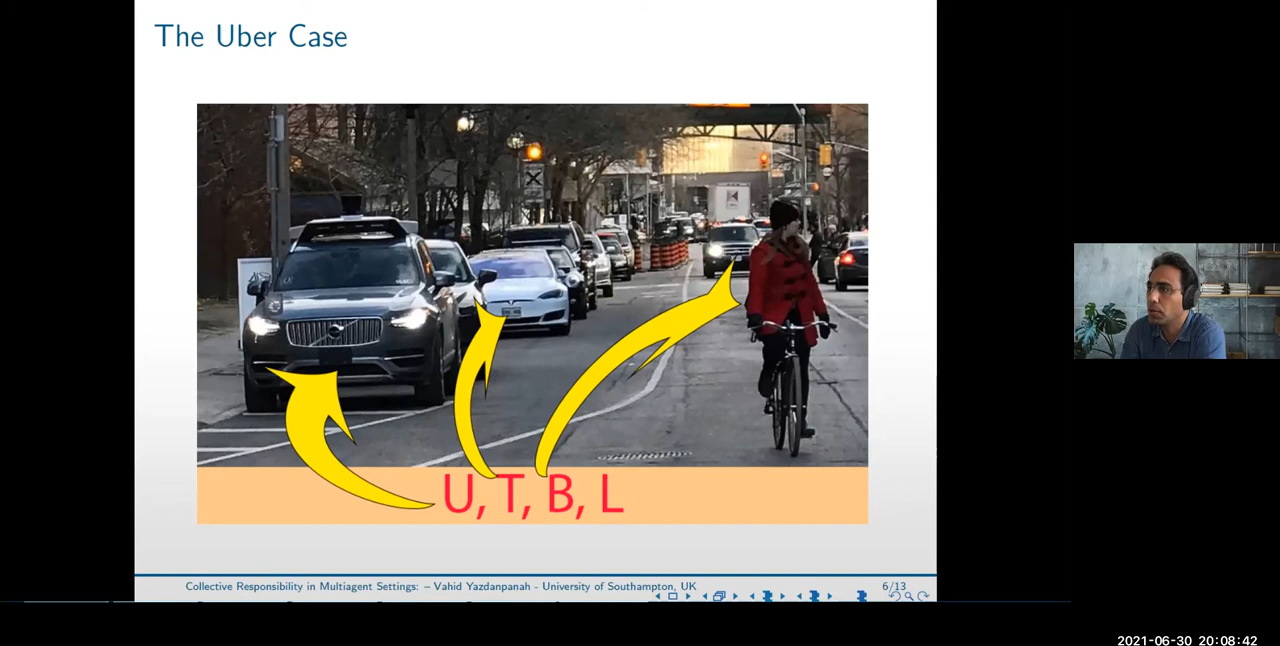 The Uber Case
U, T, B, L
Collective Responsibility in Multiagent Settings: – Vahid Yazdanpanah - University of Southampton, UK
6/13
2021-06-30 20:08:42